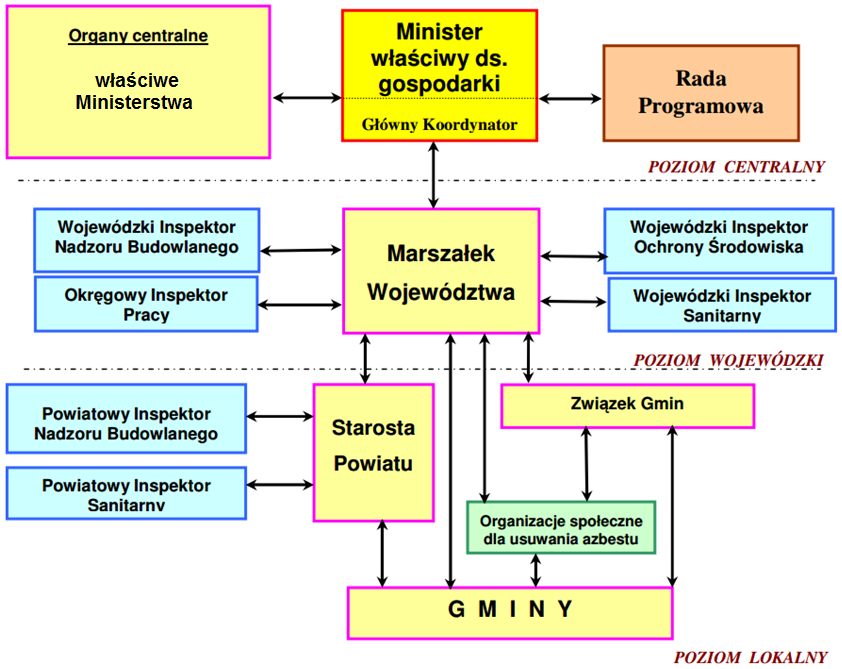 Organy centralne
właściwe
Ministerstwa
Minister
właściwy ds.
gospodarki
Główny Koordynator
Rada
Programowa
POZIOM CENTRALNY
Wojewódzki Inspektor
Nadzoru Budowlanego
Okręgowy Inspektor
Pracy
Marszałek
Województwa
Wojewódzki Inspektor
Ochrony Środowiska
Wojewódzki Inspektor
Sanitarny
POZIOM WOJEWÓDZKI
Powiatowy Inspektor
Nadzoru Budowlanego
Powiatowy Inspektor
Sanitarny
Starosta
Powiatu
Związek Gmin
Organizacje społeczne
dla usuwania azbestu
G M I N Y
POZIOM LOKALNY